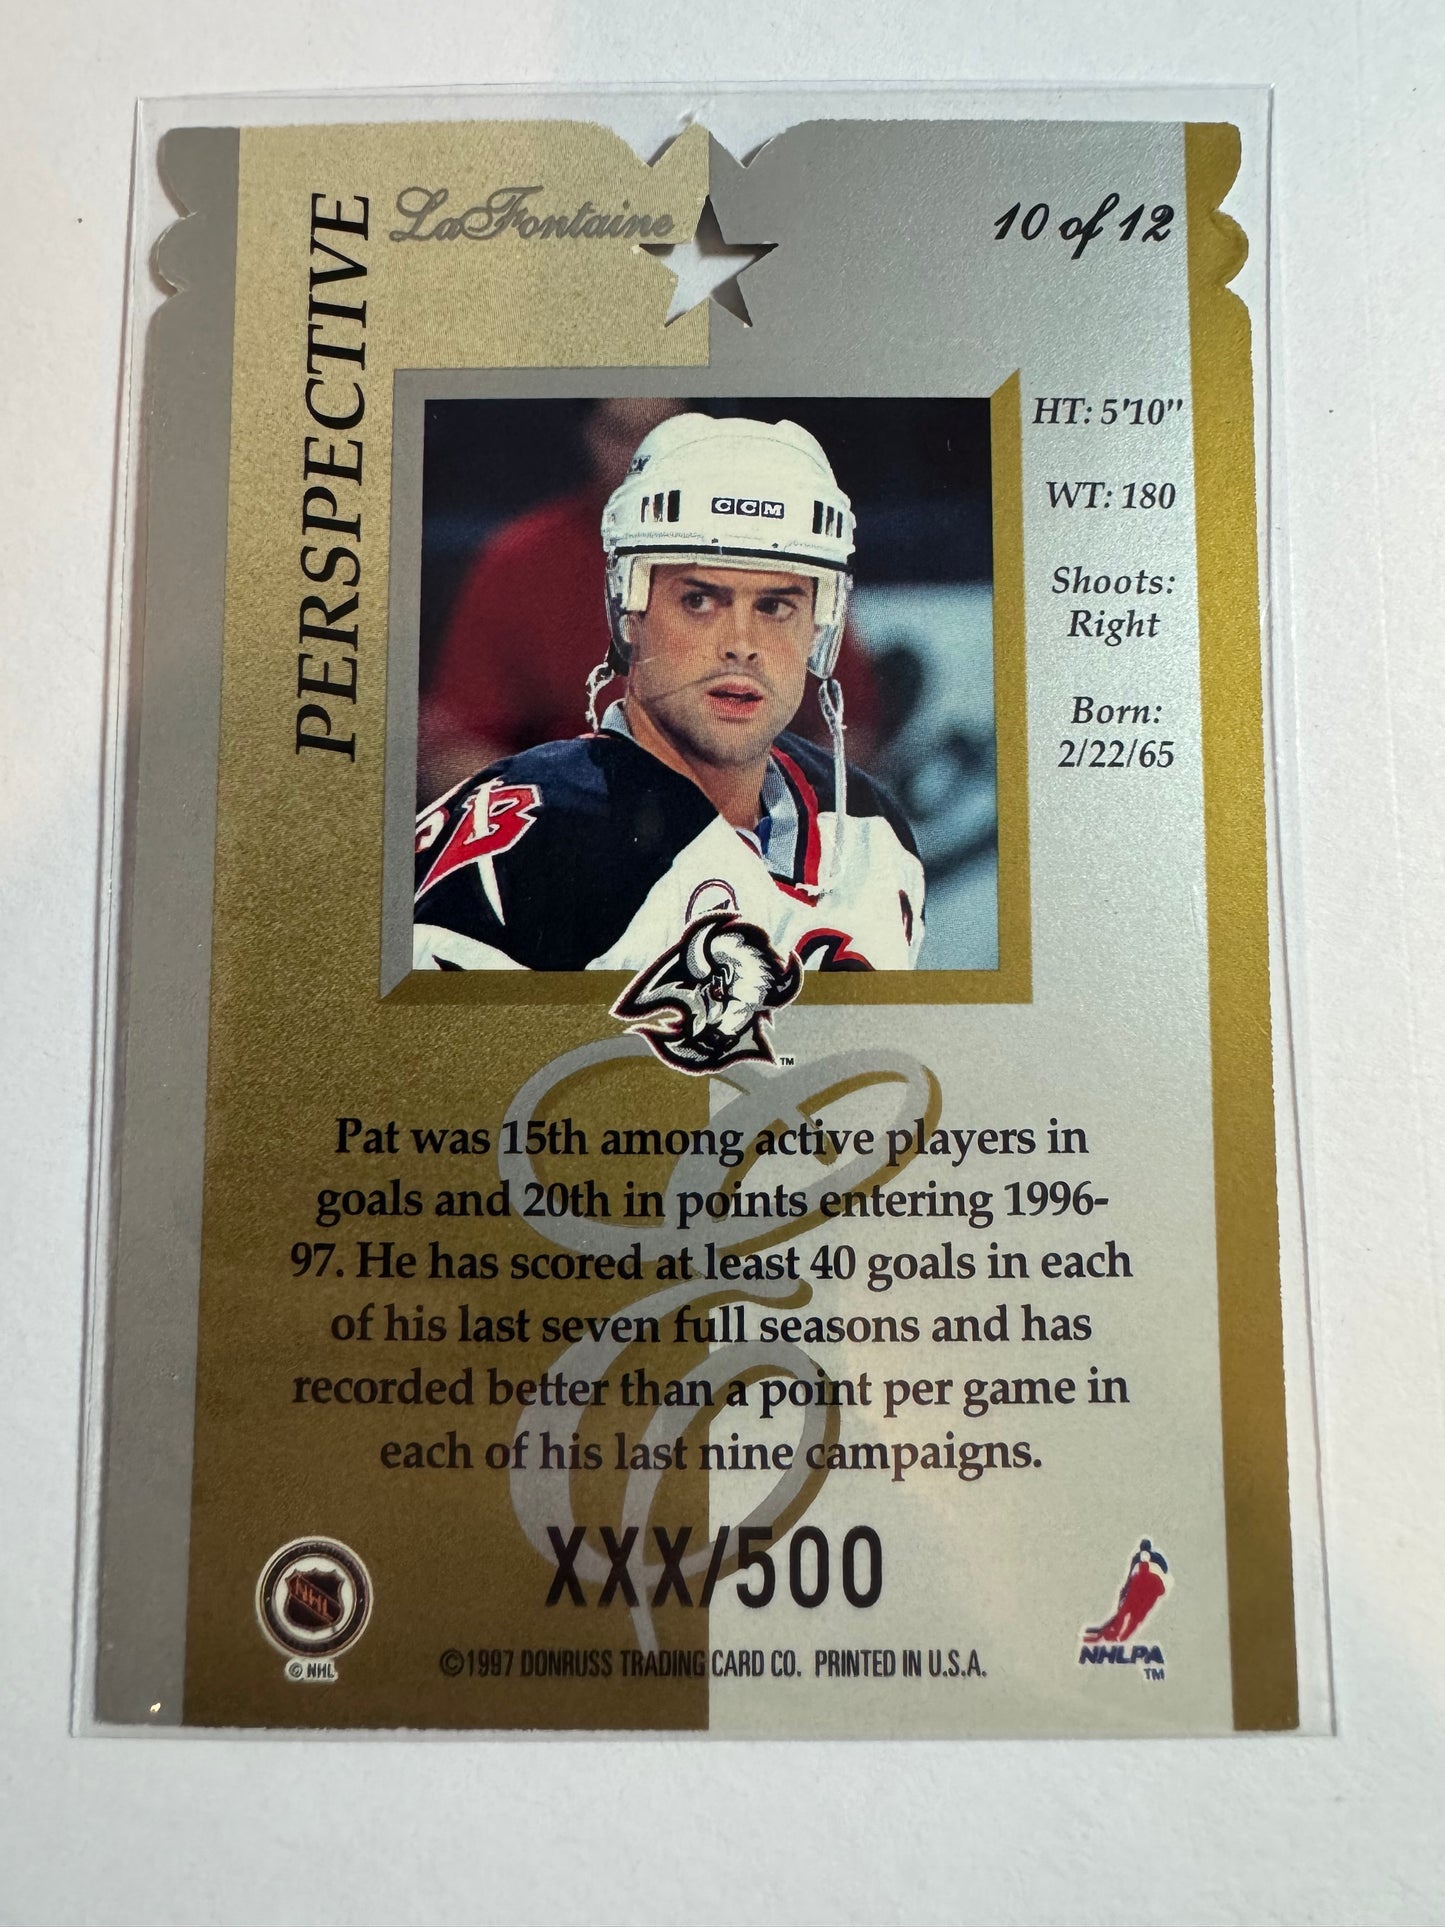 LaFontaine
10 of 12
PERSPECTIVE
HT: 5'10"
WT: 180
Shoots:
Right
Born:
2/22/65
CCM
TM
Pat was 15th among active players in
goals and 20th in points entering 1996-
97. He has scored at least 40 goals in each
of his last seven full seasons and has
recorded better than a point per game in
each of his last nine campaigns.
XXX/500
NHL
© NHL
©1997 DONRUSS TRADING CARD CO. PRINTED IN U.S.A.
NHLPA
TM